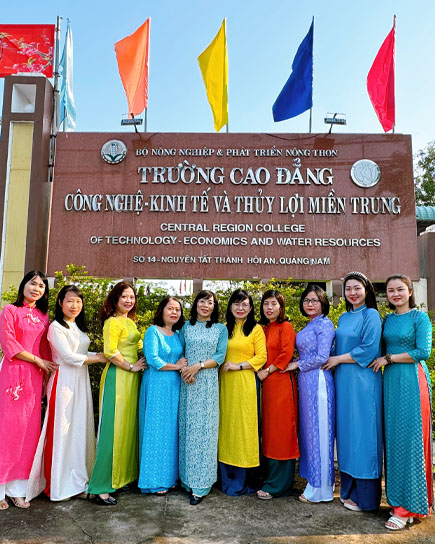 BỘ NÔNG NGHIỆP & PHÁT TRIỂN NÔNG THÔN
TRƯỜNG CAO ĐẲNG
CÔNG NGHỆ-KINH TẾ VÀ THỦY LỢI MIỀN TRUNG
CENTRAL REGION COLLEGE
OF TECHNOLOGY - ECONOMICS AND WATER RESOURCES
SỐ 14 - NGUYỄN TẤT THÀNH HỘI AN, QUẢNG NAM